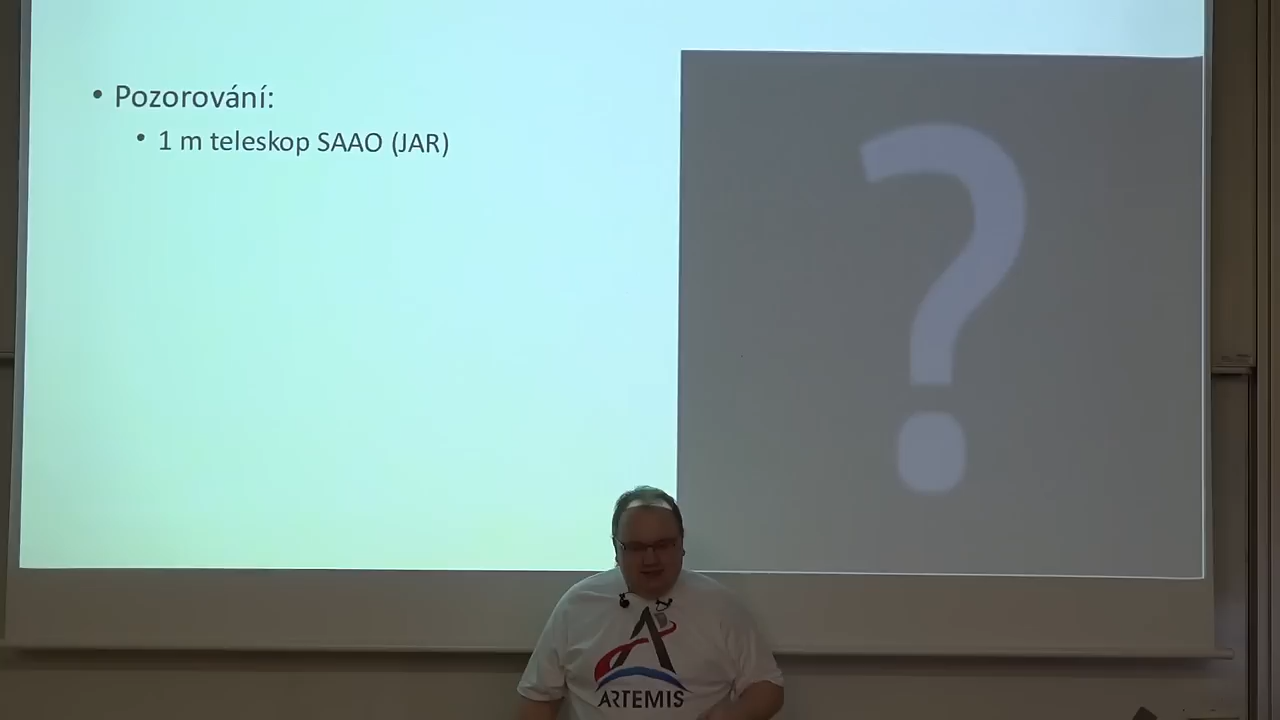 • Pozorování:
• 1 m teleskop SAAO (JAR)
?
ARTEMIS